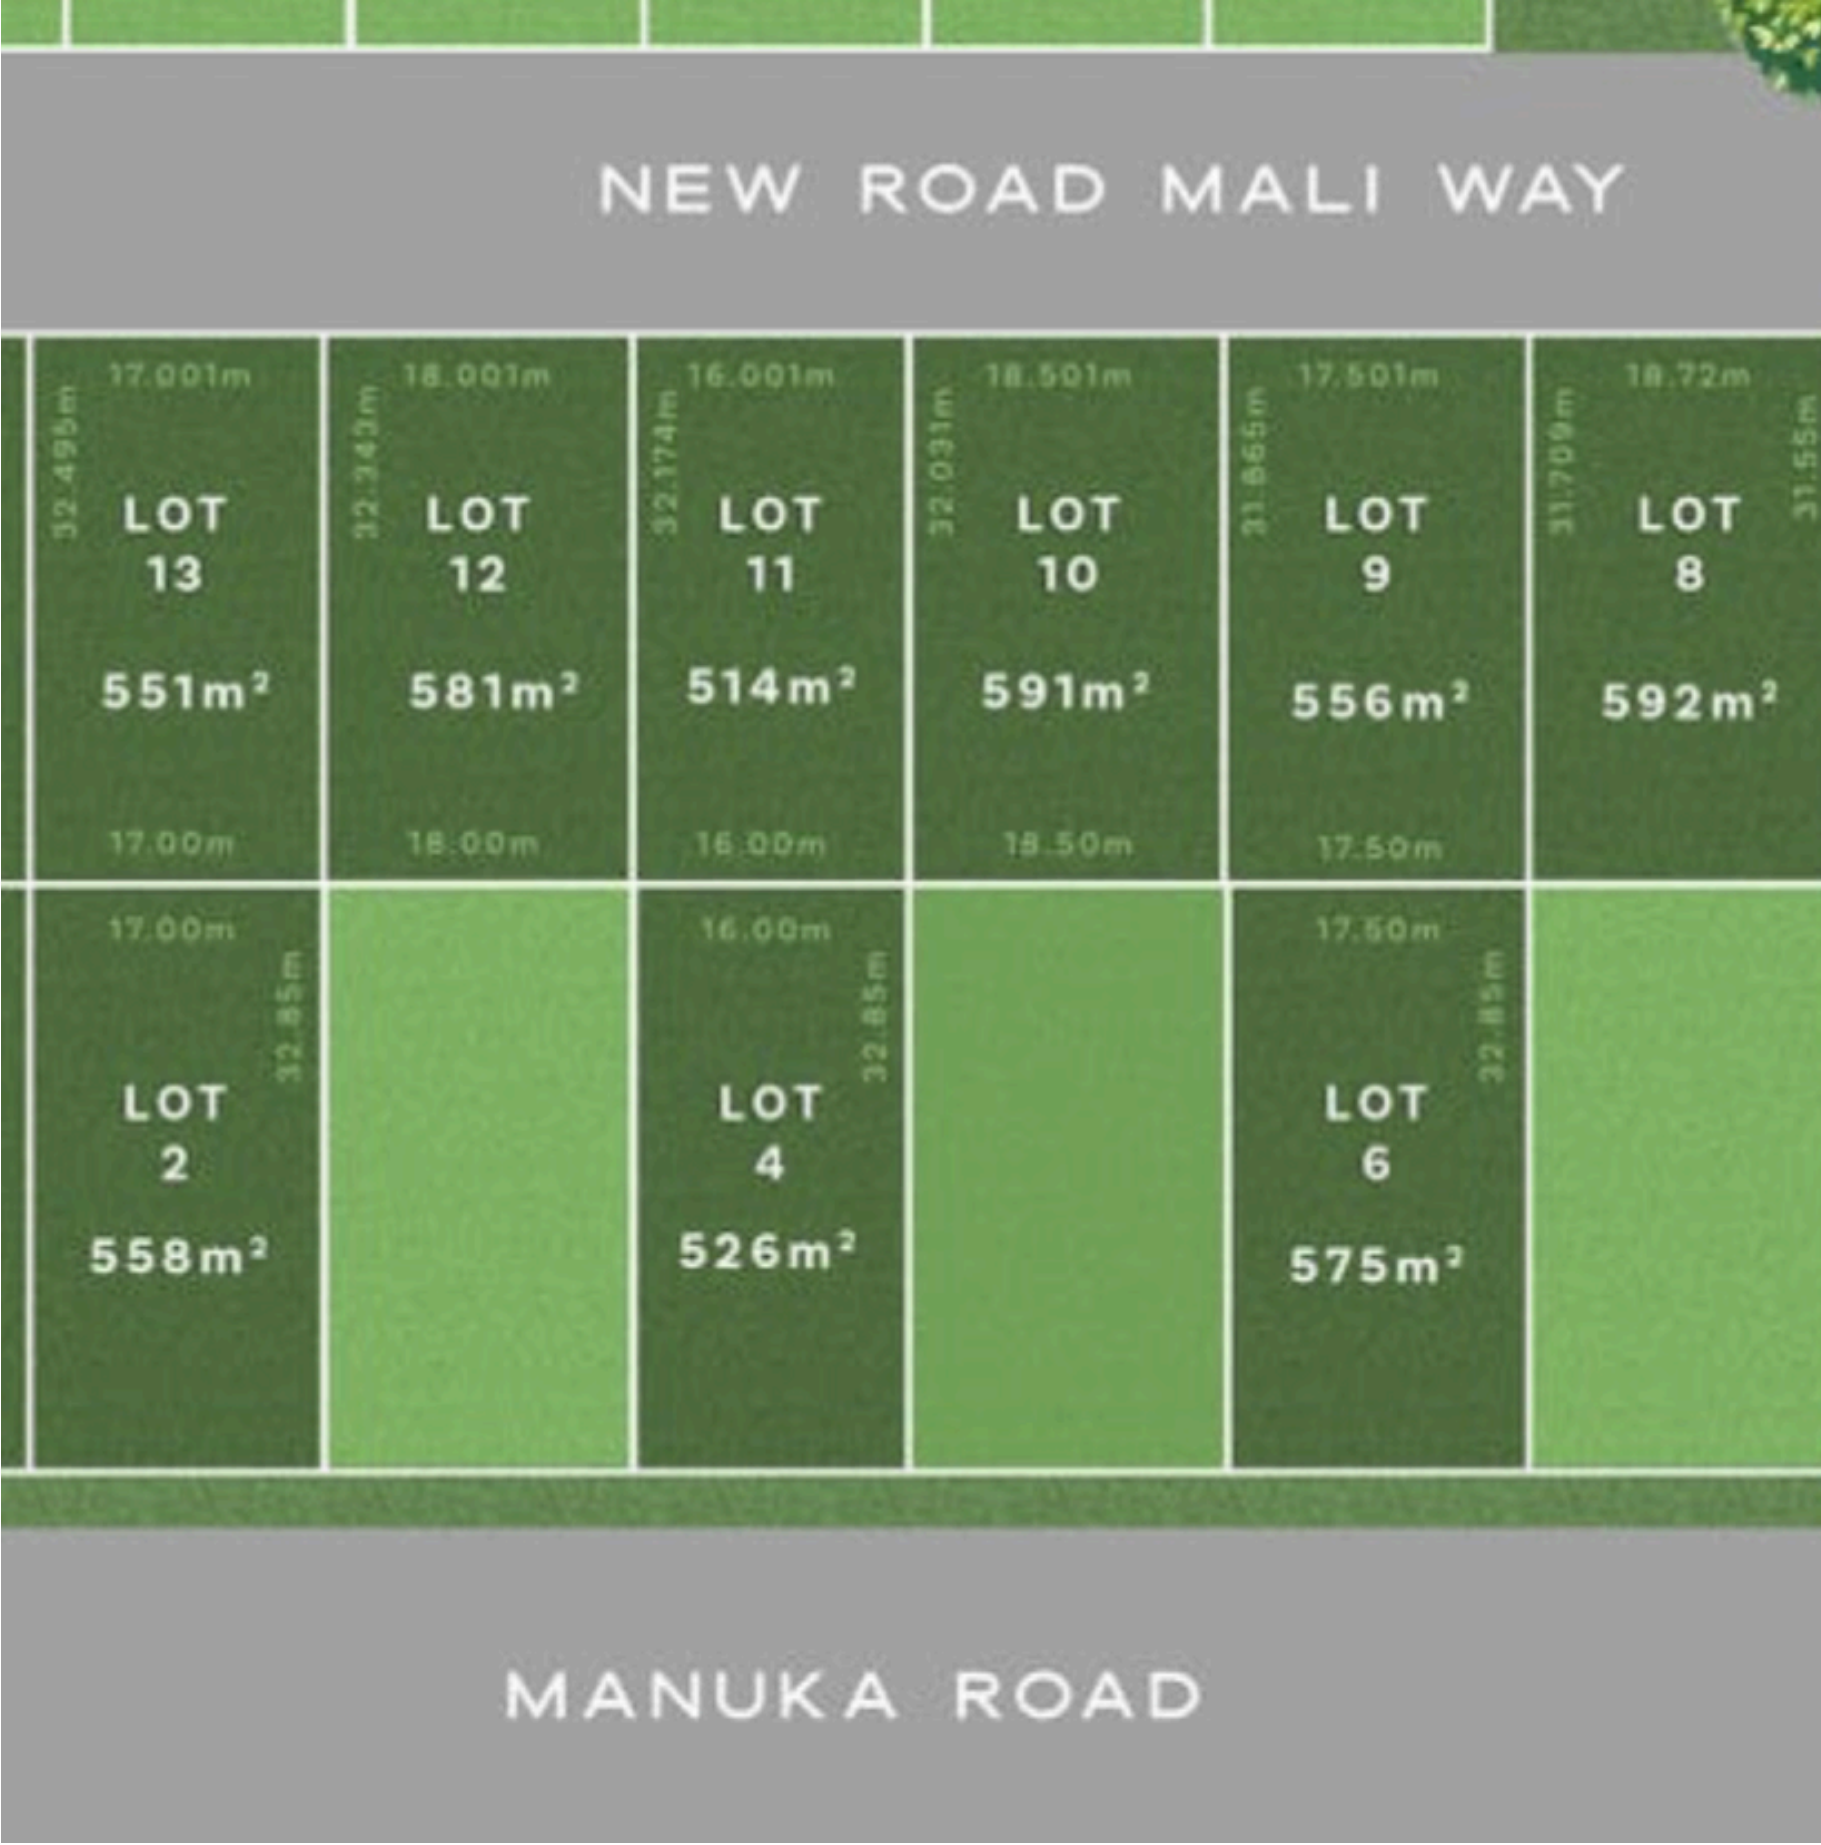 NEW ROAD MALI WAY
17.001m
18.001m
16.001m
18.501m
17.501m
18.72m
32.495m
32.343m
32.174m
32.031m
31.865m
31.709m
31.55m
LOT
13
551m²
LOT
12
581m²
LOT
11
514m²
LOT
10
591m²
LOT
9
556m²
LOT
8
592m²
17.00m
18.00m
16.00m
18.50m
17.50m
17.00m
32.85m
LOT
2
558m²
16.00m
32.85m
LOT
4
526m²
17.50m
32.85m
LOT
6
575m²
MANUKA ROAD